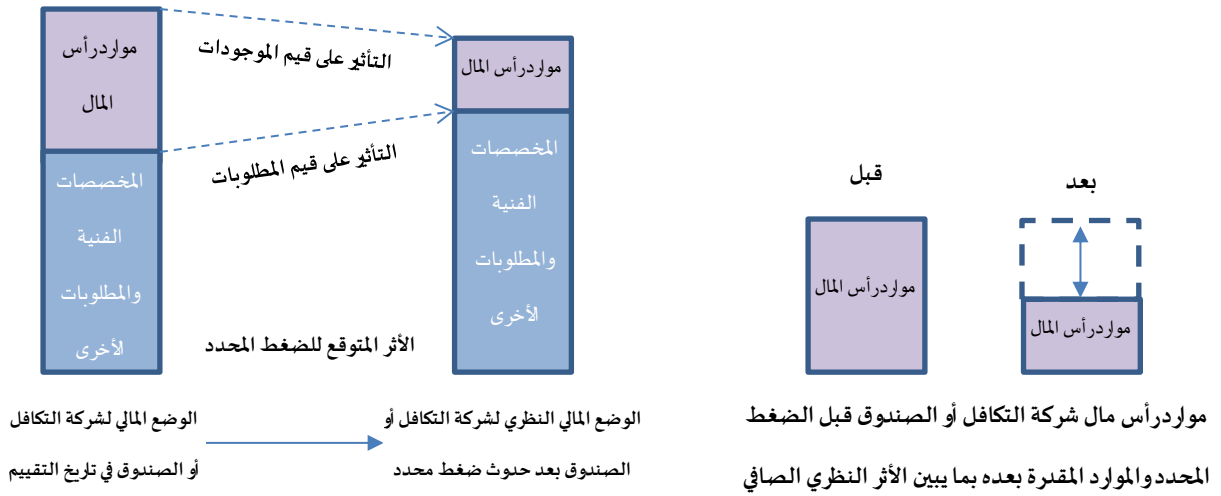 موارد رأس
المال
المخصصات
الفنية
والمطلوبات
الأخرى
التأثير على قيم الموجودات
التأثير على قيم المطلوبات
الأثر المتوقع للضغط المحدد
موارد رأس المال
المخصصات
الفنية
والمطلوبات
الأخرى
الوضع المالي لشركة التكافل
أو الصندوق في تاريخ التقييم
الوضع المالي النظري لشركة التكافل أو
الصندوق بعد حدوث ضغط محدد
قبل
موارد رأس المال
بعد
موارد رأس المال
موارد رأس مال شركة التكافل أو الصندوق قبل الضغط
المحدد والموارد المقدرة بعده بما يبين الأثر النظري الصافي